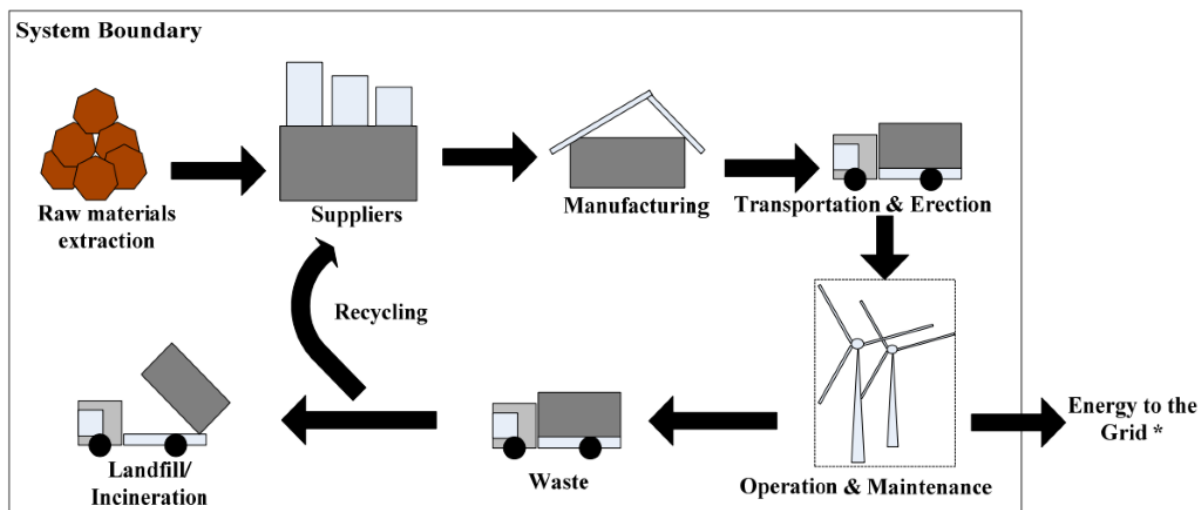 System Boundary
Raw materials
extraction
Suppliers
Manufacturing
Transportation & Erection
Recycling
Energy to the
Grid *
Landfill/
Incineration
Waste
Operation & Maintenance